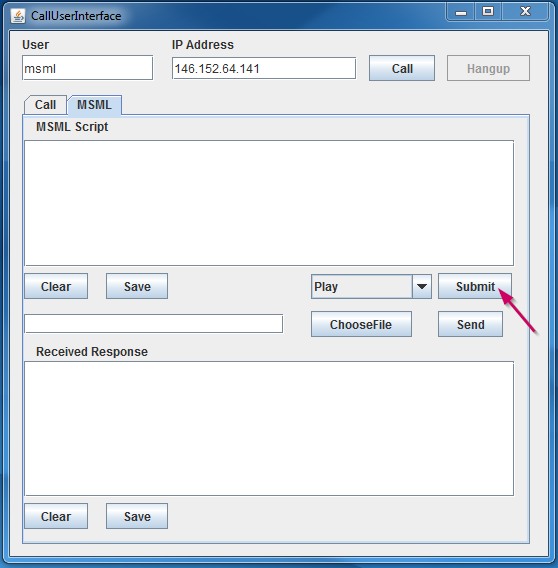 CallUserInterface
User IP Address
msml 146.152.64.141 Call Hangup
Call MSML
MSML Script
Clear Save Play Submit
ChooseFile Send
Received Response
Clear Save